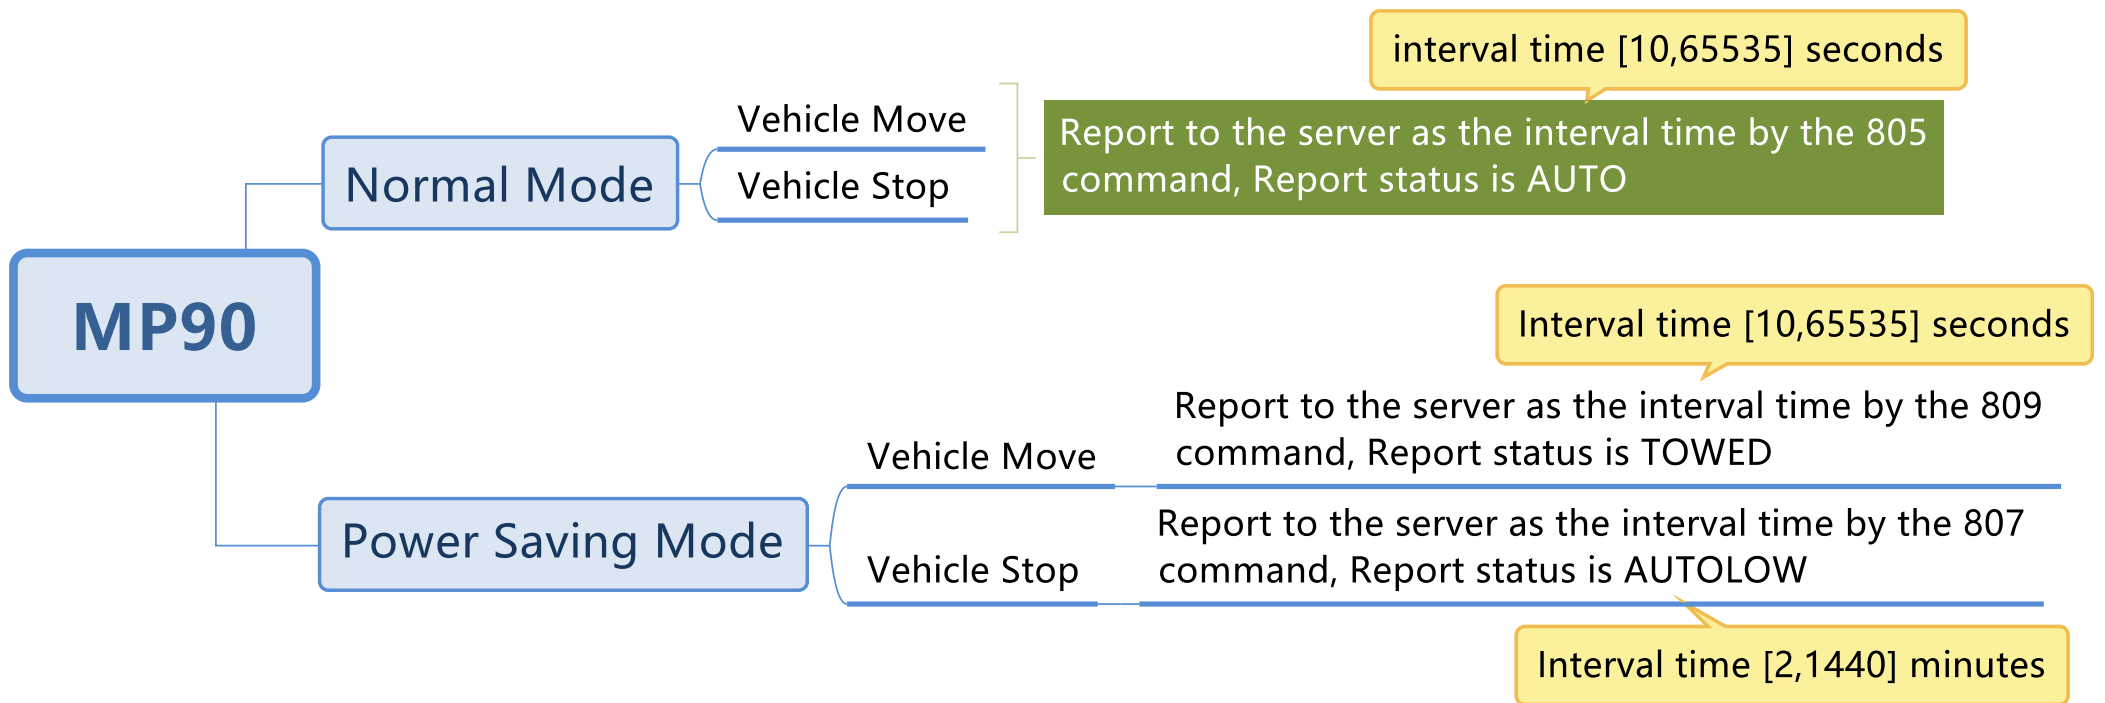 interval time [10,65535] seconds
Vehicle Move
Report to the server as the interval time by the 805
command, Report status is AUTO
Normal Mode
Vehicle Stop
MP90
Interval time [10,65535] seconds
Report to the server as the interval time by the 809
command, Report status is TOWED
Vehicle Move
Power Saving Mode
Report to the server as the interval time by the 807
command, Report status is AUTOLOW
Vehicle Stop
Interval time [2,1440] minutes